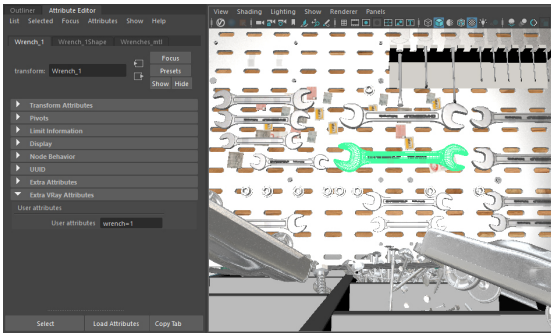 Outliner Attribute Editor
List Selected Focus Attributes Show Help
Wrench_1 Wrench_1Shape Wrenches_mtl
Focus
transform: Wrench_1
Presets
Show Hide
Transform Attributes
Pivots
Limit Information
Display
Node Behavior
UUID
Extra Attributes
Extra VRay Attributes
User attributes
User attributes wrench=1
Select Load Attributes Copy Tab
View Shading Lighting Show Renderer Panels